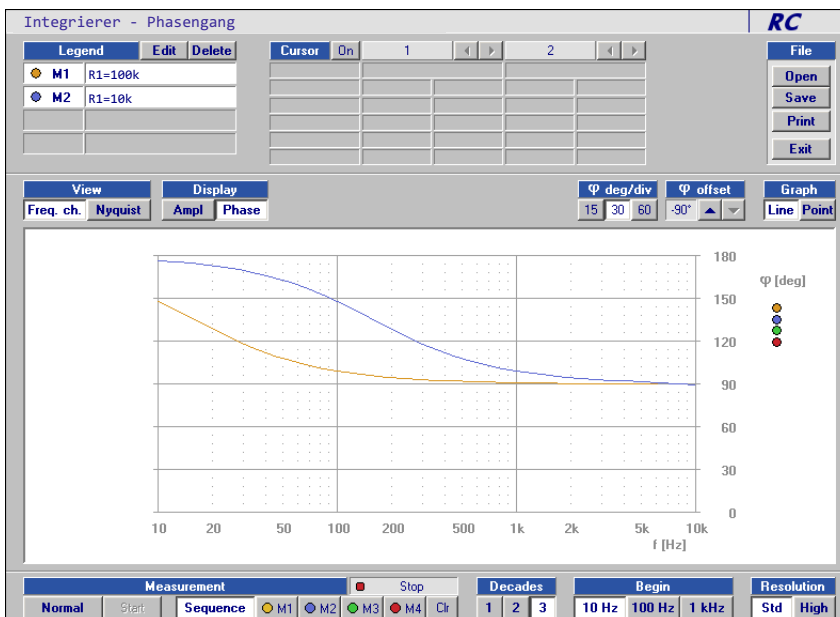 Integrierer - Phasengang RC
Legend Edit Delete Cursor On 1 2 File
M1 R1=100k
M2 R1=10k
Open
Save
Print
Exit
View Display φ deg/div φ offset Graph
Freq. ch. Nyquist Ampl Phase 15 30 60 -90° Line Point
180
φ [deg]
150
120
90
60
30
0
10 20 50 100 200 500 1k 2k 5k 10k
f [Hz]
Measurement Stop Decades Begin Resolution
Normal Start Sequence M1 M2 M3 M4 Clr 1 2 3 10 Hz 100 Hz 1 kHz Std High